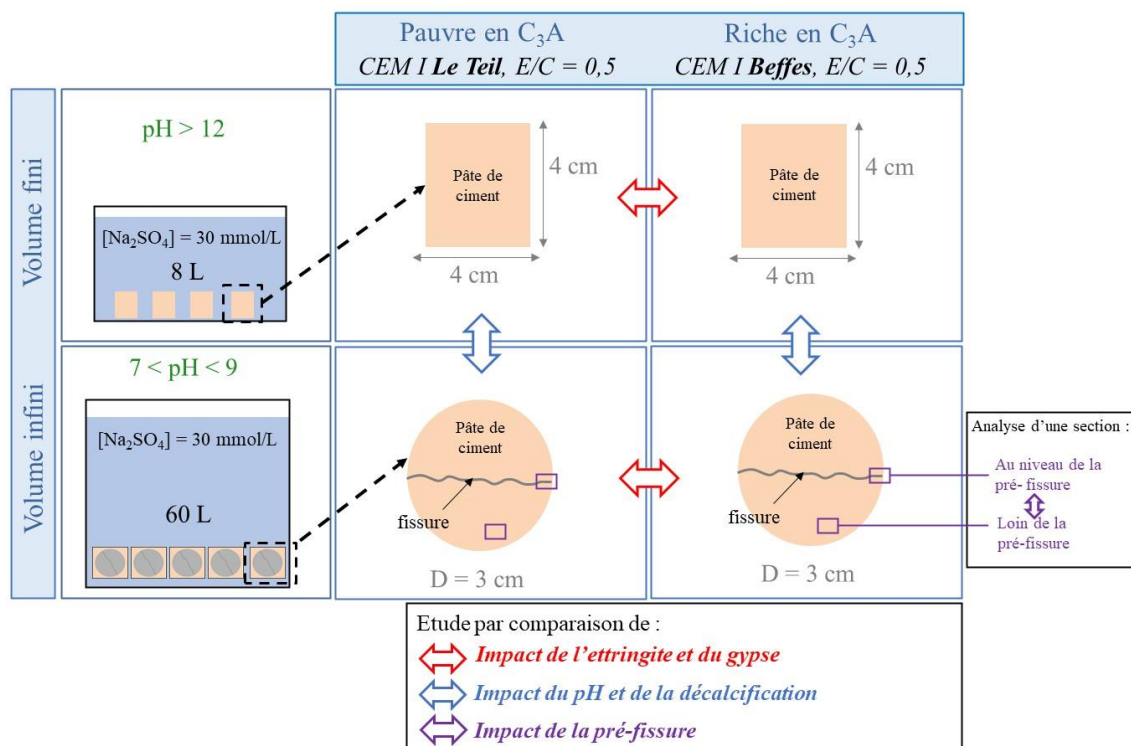 Pauvre en C₃A
CEM I Le Teil, E/C = 0,5
Riche en C₃A
CEM I Beffes, E/C = 0,5
Volume fini
pH > 12
[Na₂SO₄] = 30 mmol/L
8 L
Pâte de
ciment
4 cm
4 cm
Pâte de
ciment
4 cm
4 cm
Volume infini
7 < pH < 9
[Na₂SO₄] = 30 mmol/L
60 L
Pâte de
ciment
fissure
D = 3 cm
Pâte de
ciment
fissure
D = 3 cm
Analyse d’une section :
Au niveau de la
pré- fissure
Loin de la
pré-fissure
Etude par comparaison de :
Impact de l’ettringite et du gypse
Impact du pH et de la décalcification
Impact de la pré-fissure